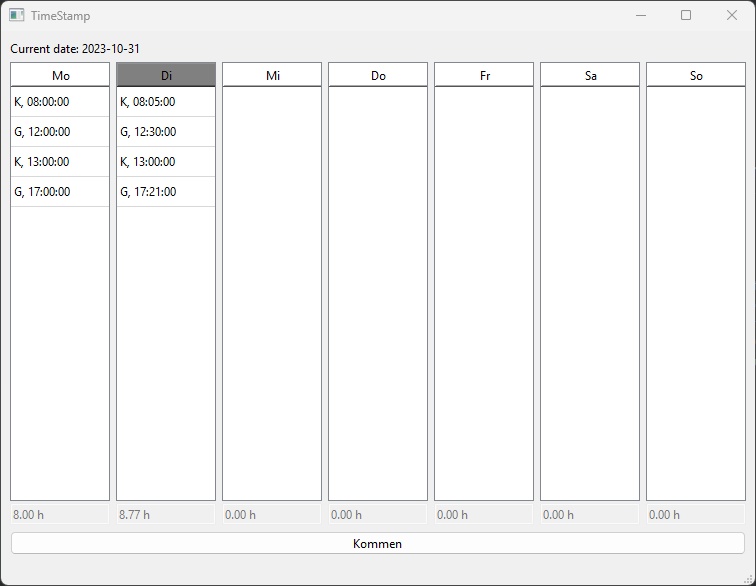 TimeStamp
Current date: 2023-10-31
Mo Di Mi Do Fr Sa So
K, 08:00:00 K, 08:05:00
G, 12:00:00 G, 12:30:00
K, 13:00:00 K, 13:00:00
G, 17:00:00 G, 17:21:00
8.00 h 8.77 h 0.00 h 0.00 h 0.00 h 0.00 h 0.00 h
Kommen